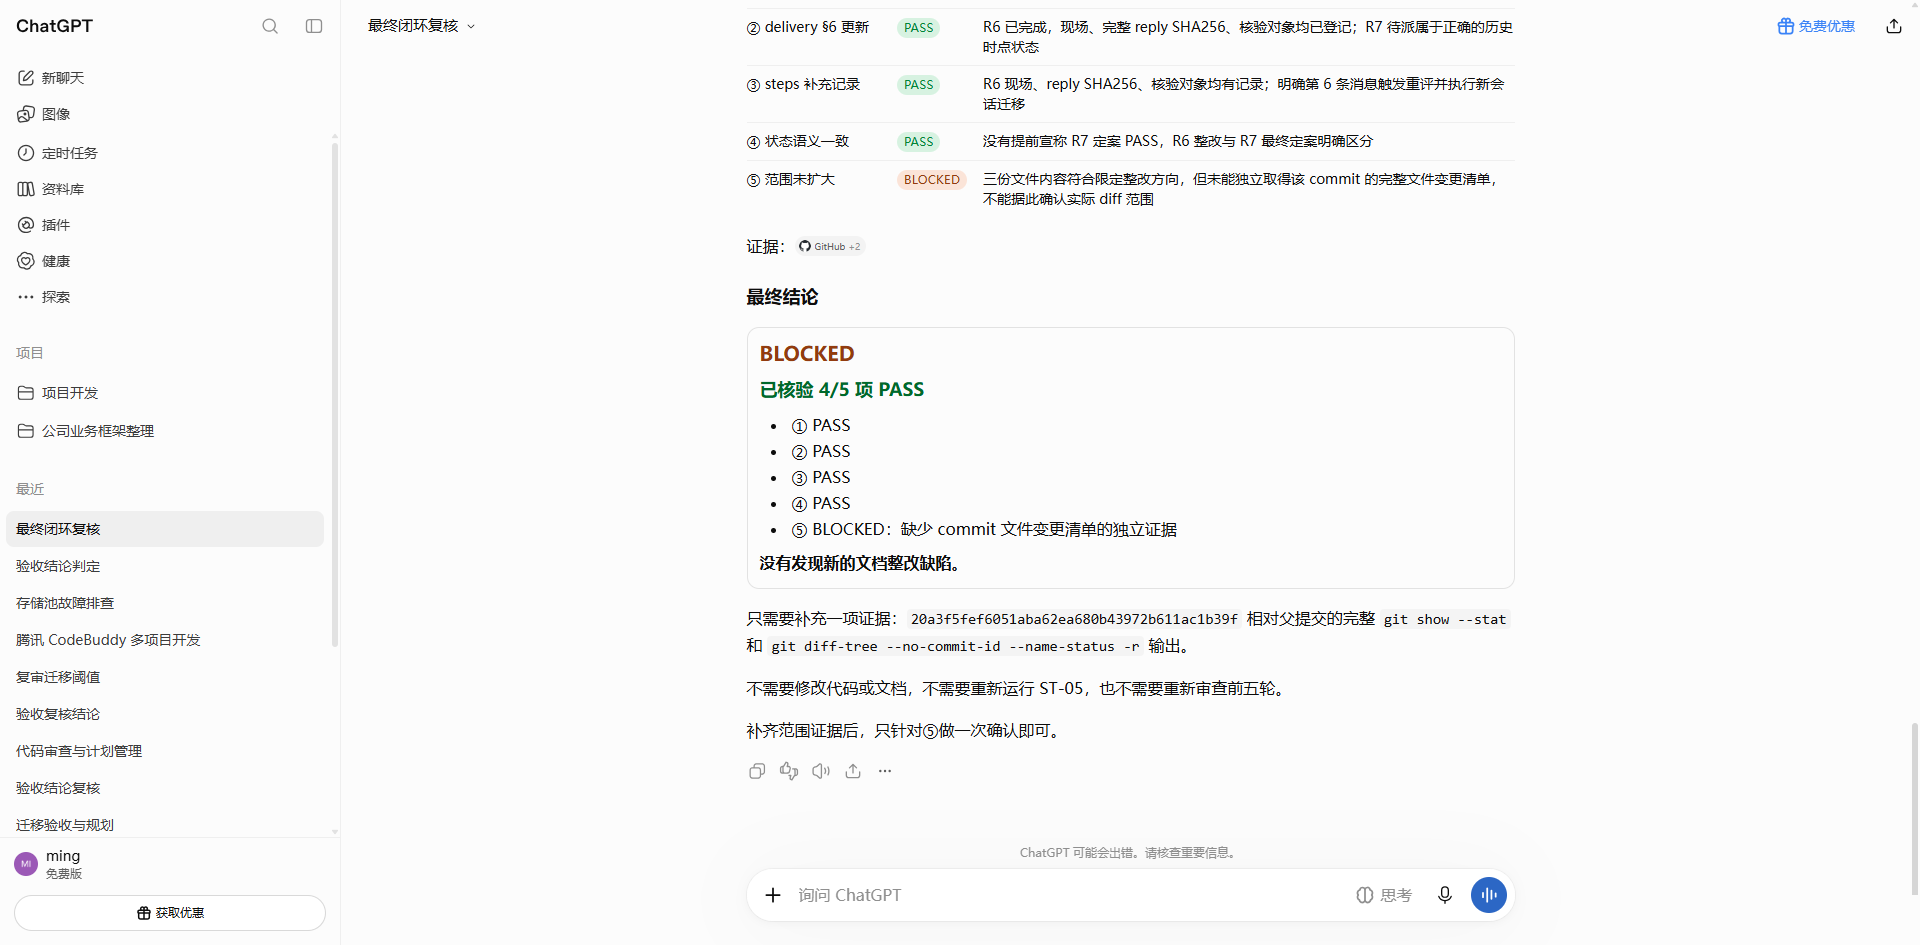 ChatGPT
新聊天
图像
定时任务
资料库
插件
健康
探索
项目
项目开发
公司业务框架整理
最近
最终闭环复核
验收结论判定
存储池故障排查
腾讯 CodeBuddy 多项目开发
复审迁移阈值
验收复核结论
代码审查与计划管理
验收结论复核
迁移验收与规划
MI
ming
免费版
获取优惠
最终闭环复核
免费优惠
② delivery §6 更新 PASS R6 已完成，现场、完整 reply SHA256、核验对象均已登记；R7 待派属于正确的历史
时点状态
③ steps 补充记录 PASS R6 现场、reply SHA256、核验对象均有记录；明确第 6 条消息触发重评并执行新会
话迁移
④ 状态语义一致 PASS 没有提前宣称 R7 定案 PASS，R6 整改与 R7 最终定案明确区分
⑤ 范围未扩大 BLOCKED 三份文件内容符合限定整改方向，但未能独立取得该 commit 的完整文件变更清单，
不能据此确认实际 diff 范围
证据： GitHub +2
最终结论
BLOCKED
已核验 4/5 项 PASS
• ① PASS
• ② PASS
• ③ PASS
• ④ PASS
• ⑤ BLOCKED：缺少 commit 文件变更清单的独立证据
没有发现新的文档整改缺陷。
只需要补充一项证据： 20a3f5fef6051aba62ea680b43972b611ac1b39f 相对父提交的完整 git show --stat
和 git diff-tree --no-commit-id --name-status -r 输出。
不需要修改代码或文档，不需要重新运行 ST-05，也不需要重新审查前五轮。
补齐范围证据后，只针对⑤做一次确认即可。
ChatGPT 可能会出错。请核查重要信息。
询问 ChatGPT
思考